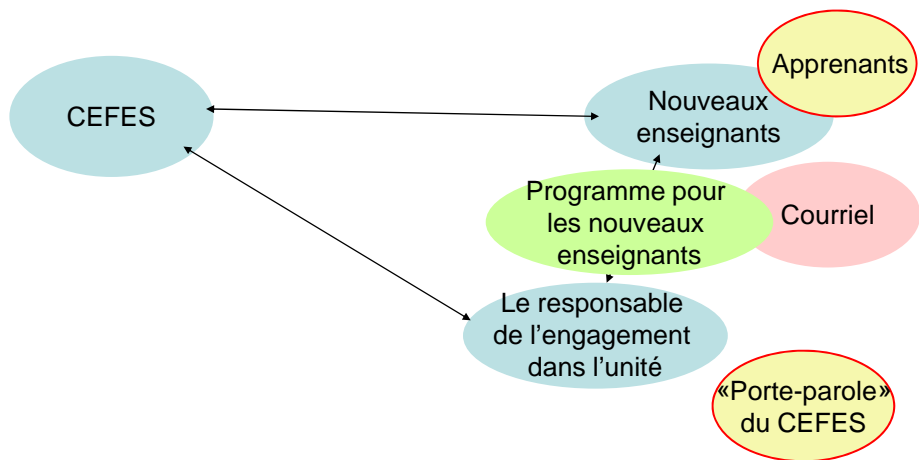 Apprenants
CEFES
Nouveaux
enseignants
Programme pour
les nouveaux
enseignants
Courriel
Le responsable
de l’engagement
dans l’unité
«Porte-parole»
du CEFES